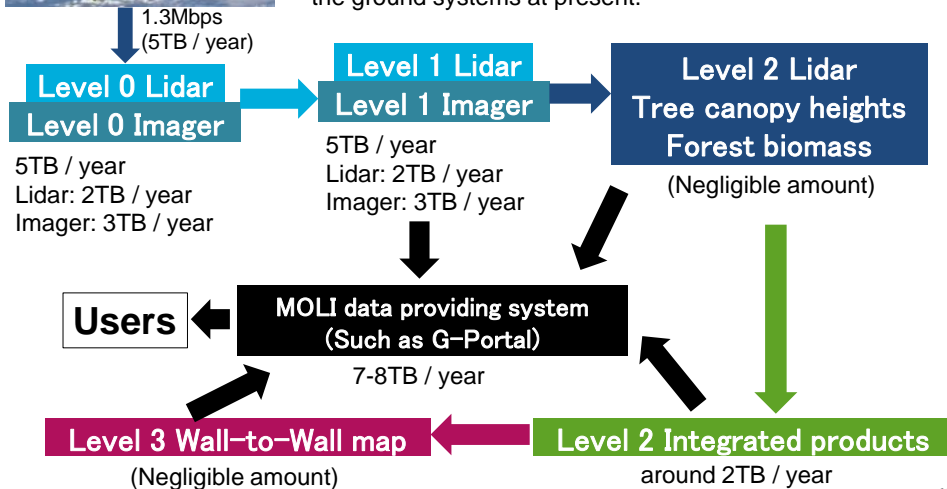 the ground systems at present.
1.3Mbps
(5TB / year)
Level 0 Lidar
Level 0 Imager
5TB / year
Lidar: 2TB / year
Imager: 3TB / year
Level 1 Lidar
Level 1 Imager
5TB / year
Lidar: 2TB / year
Imager: 3TB / year
Level 2 Lidar
Tree canopy heights
Forest biomass
(Negligible amount)
Users
MOLI data providing system
(Such as G-Portal)
7-8TB / year
Level 3 Wall-to-Wall map
(Negligible amount)
Level 2 Integrated products
around 2TB / year